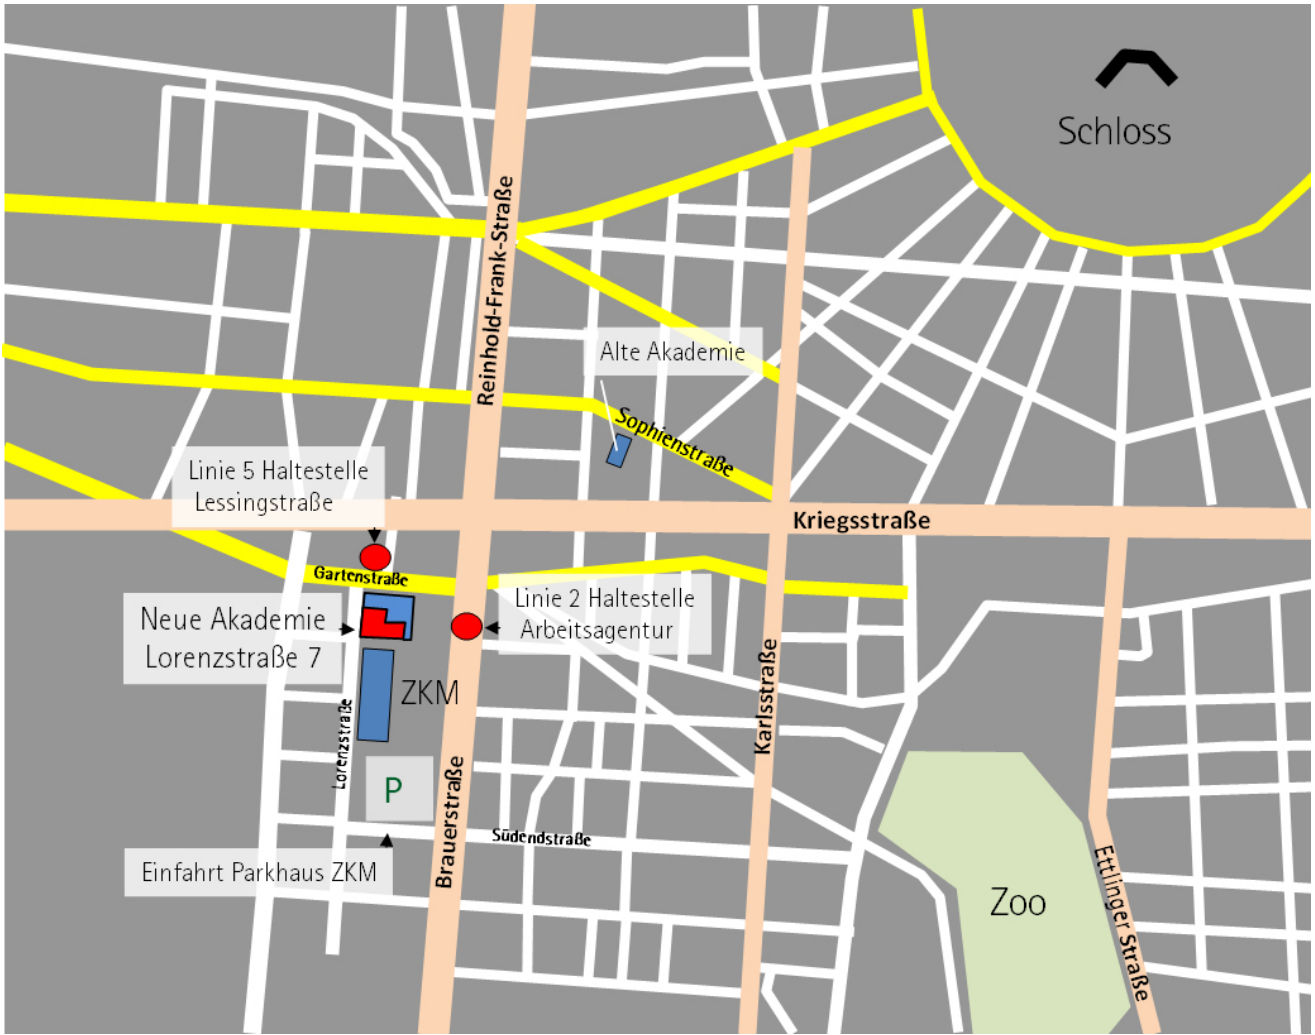 Schloss
Reinhold-Frank-Straße
Alte Akademie
Sophienstraße
Linie 5 Haltestelle
Lessingstraße
Kriegsstraße
Gartenstraße
Linie 2 Haltestelle
Arbeitsagentur
Neue Akademie
Lorenzstraße 7
ZKM
Karlsstraße
Lorenzstraße
P
Brauerstraße
Südendstraße
Einfahrt Parkhaus ZKM
Zoo
Ettlinger Straße